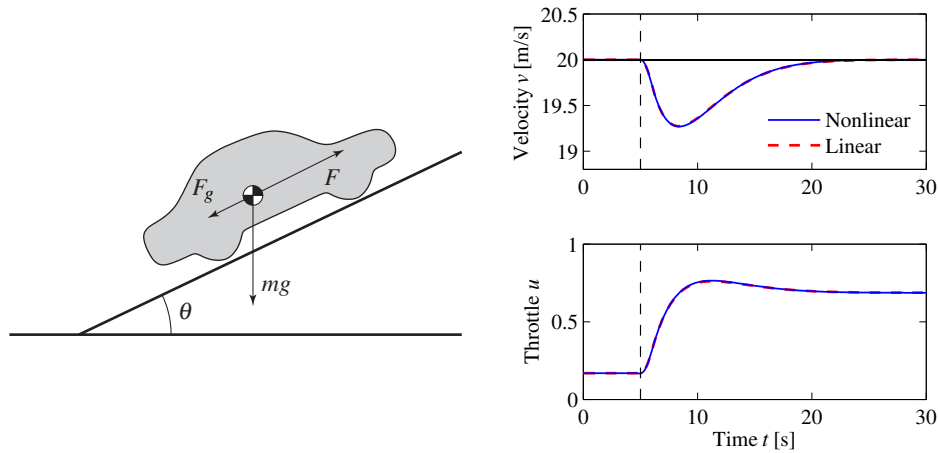 F_g
F
mg
θ
20.5
20
19.5
19
Velocity v [m/s]
Nonlinear
Linear
0 10 20 30
1
0.5
0
Throttle u
0 10 20 30
Time t [s]